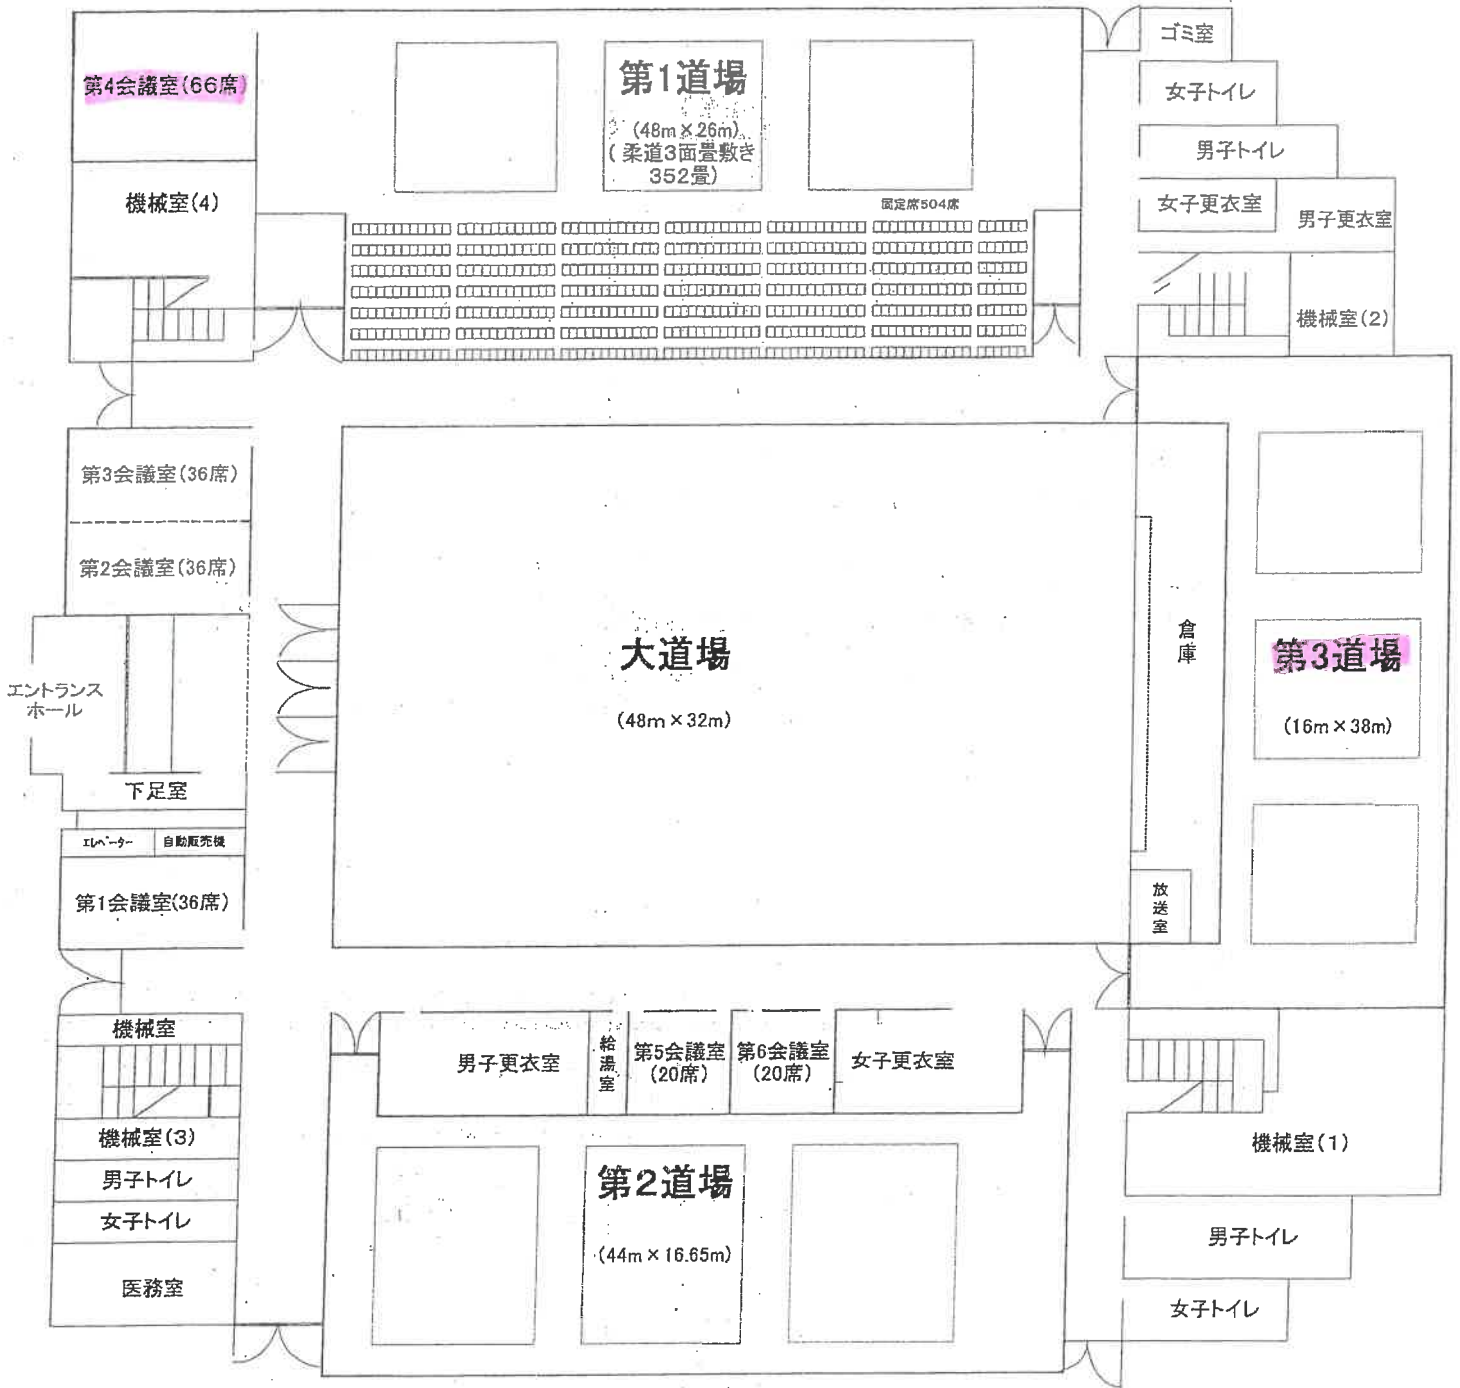 第4会議室(66席)
機械室(4)
第1道場
(48m×26m)
(柔道3面畳敷き
352畳)
固定席504席
ゴミ室
女子トイレ
男子トイレ
女子更衣室
男子更衣室
機械室(2)
第3会議室(36席)
第2会議室(36席)
エントランス
ホール
下足室
エレベーター
自動販売機
第1会議室(36席)
大道場
(48m×32m)
倉庫
放送室
第3道場
(16m×38m)
機械室
機械室(3)
男子トイレ
女子トイレ
医務室
男子更衣室
給湯室
第5会議室
(20席)
第6会議室
(20席)
女子更衣室
第2道場
(44m×16.65m)
機械室(1)
男子トイレ
女子トイレ